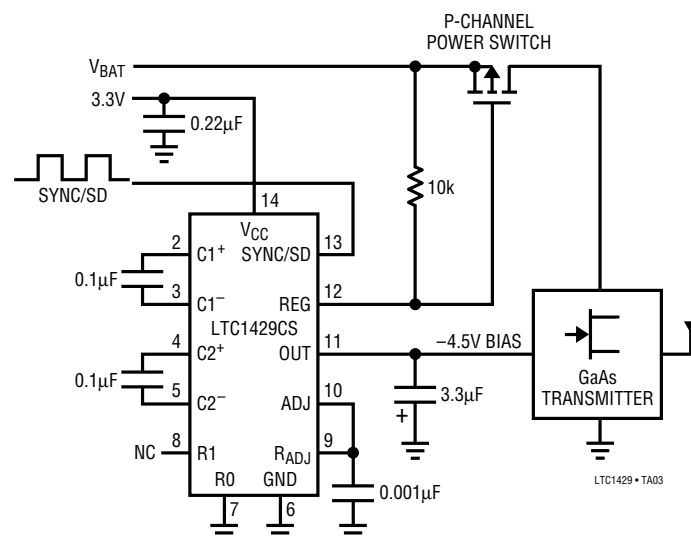 P-CHANNEL
POWER SWITCH
VBAT
3.3V
0.22µF
SYNC/SD
10k
14
VCC
2
C1+
SYNC/SD
13
0.1µF
3
C1–
REG
12
LTC1429CS
4
C2+
OUT
11
–4.5V BIAS
0.1µF
5
C2–
ADJ
10
3.3µF
+
GaAs
TRANSMITTER
NC
8
R1
RADJ
9
R0
GND
0.001µF
7
6
LTC1429 • TA03